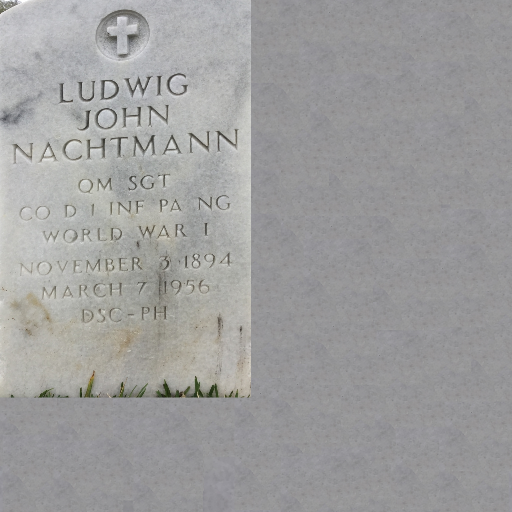 LUDWIG
JOHN
NACHTMANN
QM SGT
CO D 1 INF PA NG
WORLD WAR I
NOVEMBER 3 1894
MARCH 7 1956
DSC-PH